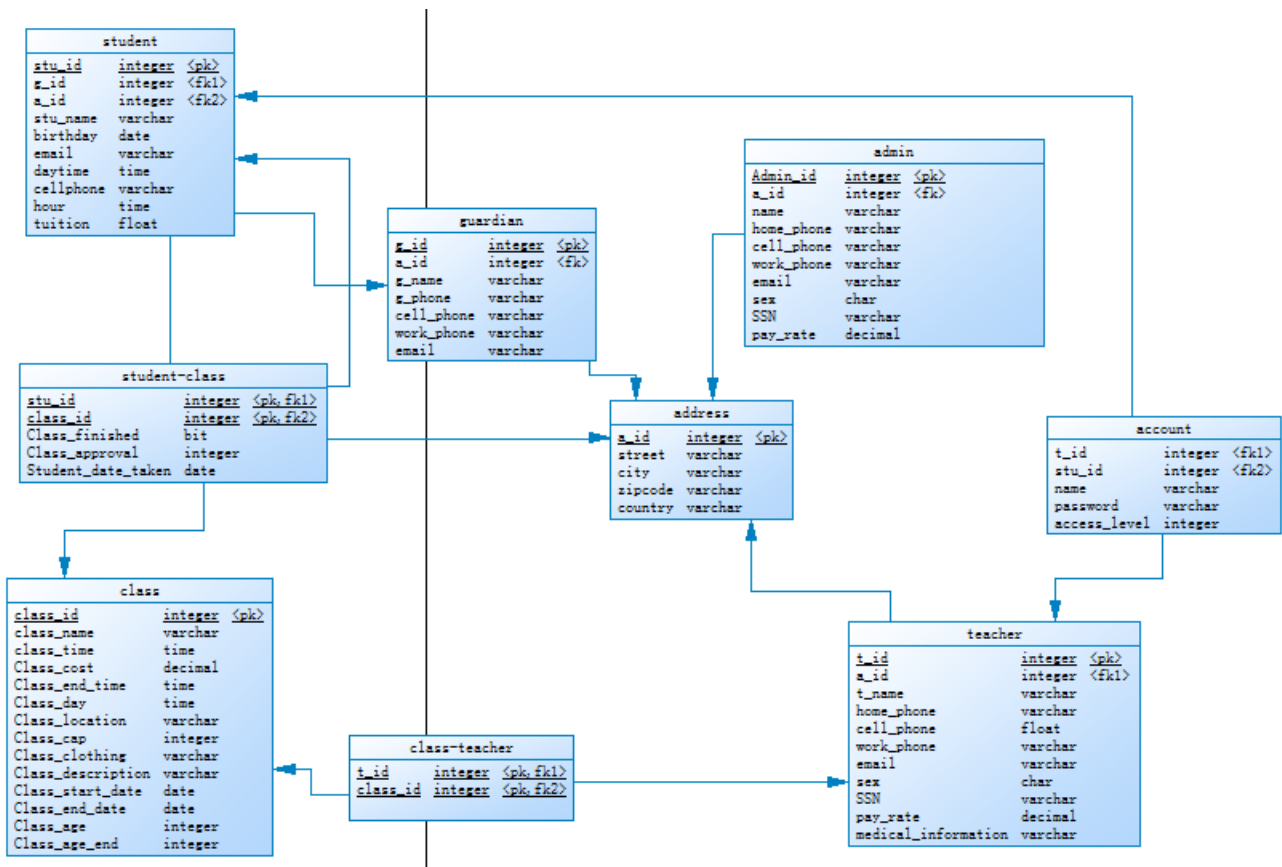 student
stu_id integer <pk>
g_id integer <fk1>
a_id integer <fk2>
stu_name varchar
birthday date
email varchar
daytime time
cellphone varchar
hour time
tuition float
admin
Admin_id integer <pk>
a_id integer <fk>
name varchar
home_phone varchar
cell_phone varchar
work_phone varchar
email varchar
sex char
SSN varchar
pay_rate decimal
guardian
g_id integer <pk>
a_id integer <fk>
g_name varchar
g_phone varchar
cell_phone varchar
work_phone varchar
email varchar
student-class
stu_id integer <pk,fk1>
class_id integer <pk,fk2>
Class_finished bit
Class_approval integer
Student_date_taken date
address
a_id integer <pk>
street varchar
city varchar
zipcode varchar
country varchar
account
t_id integer <fk1>
stu_id integer <fk2>
name varchar
password varchar
access_level integer
class
class_id integer <pk>
class_name varchar
class_time time
Class_cost decimal
Class_end_time time
Class_day time
Class_location varchar
Class_cap integer
Class_clothing varchar
Class_description varchar
Class_start_date date
Class_end_date date
Class_age integer
Class_age_end integer
teacher
t_id integer <pk>
a_id integer <fk1>
t_name varchar
home_phone varchar
cell_phone float
work_phone varchar
email varchar
sex char
SSN varchar
pay_rate decimal
medical_information varchar
class-teacher
t_id integer <pk,fk1>
class_id integer <pk,fk2>